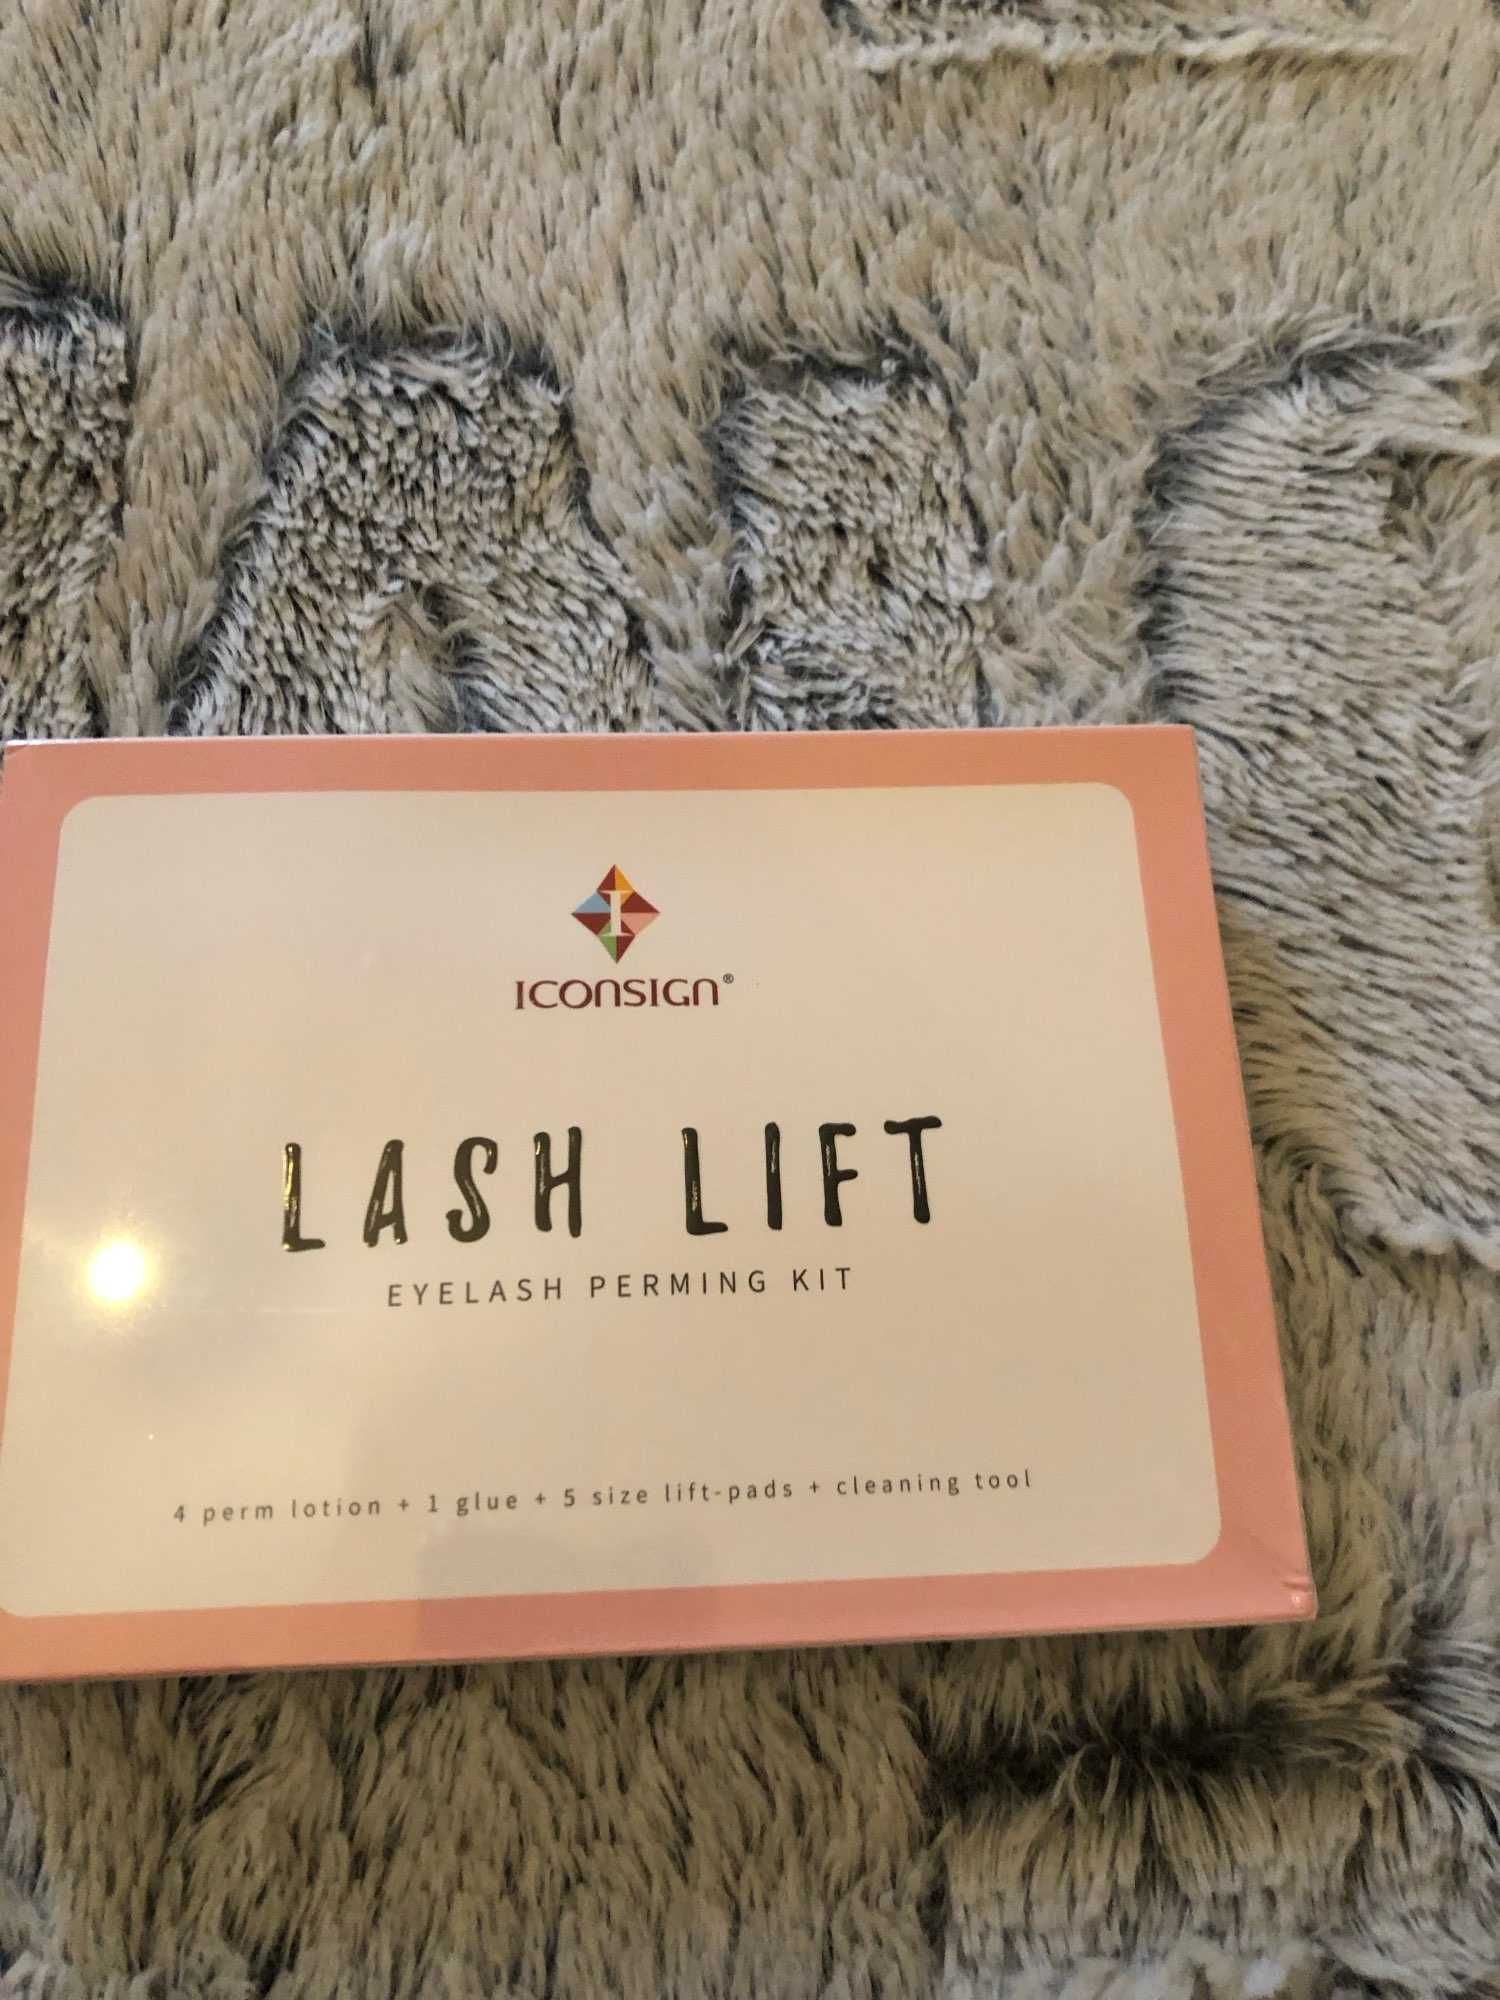 I
ICONSIGN®
LASH LIFT
EYELASH PERMING KIT
4 perm lotion + 1 glue + 5 size lift-pads + cleaning tool